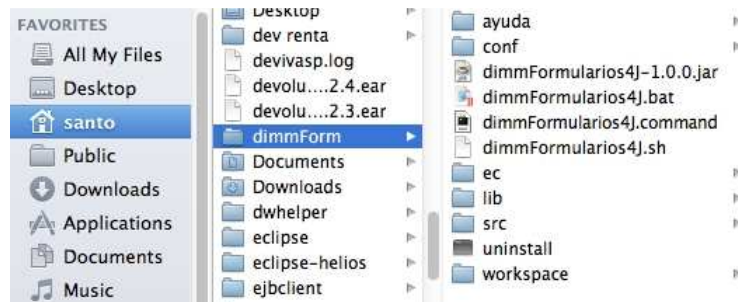 FAVORITES
All My Files
Desktop
santo
Public
Downloads
Applications
Documents
Music
Desktop
dev renta
devivasp.log
devolu....2.4.ear
devolu....2.3.ear
dimmForm
Documents
Downloads
dwhelper
eclipse
eclipse-helios
ejbclient
ayuda
conf
dimmFormularios4J-1.0.0.jar
dimmFormularios4J.bat
dimmFormularios4J.command
dimmFormularios4J.sh
ec
lib
src
uninstall
workspace